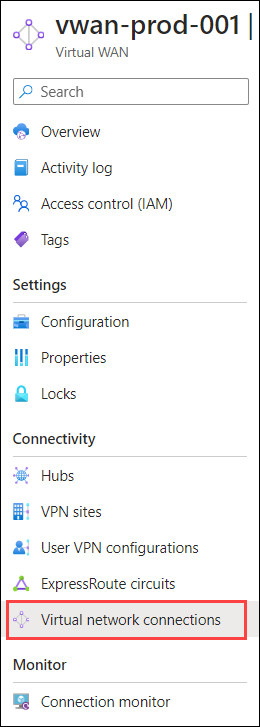 vwan-prod-001 |
Virtual WAN
Search
Overview
Activity log
Access control (IAM)
Tags
Settings
Configuration
Properties
Locks
Connectivity
Hubs
VPN sites
User VPN configurations
ExpressRoute circuits
Virtual network connections
Monitor
Connection monitor